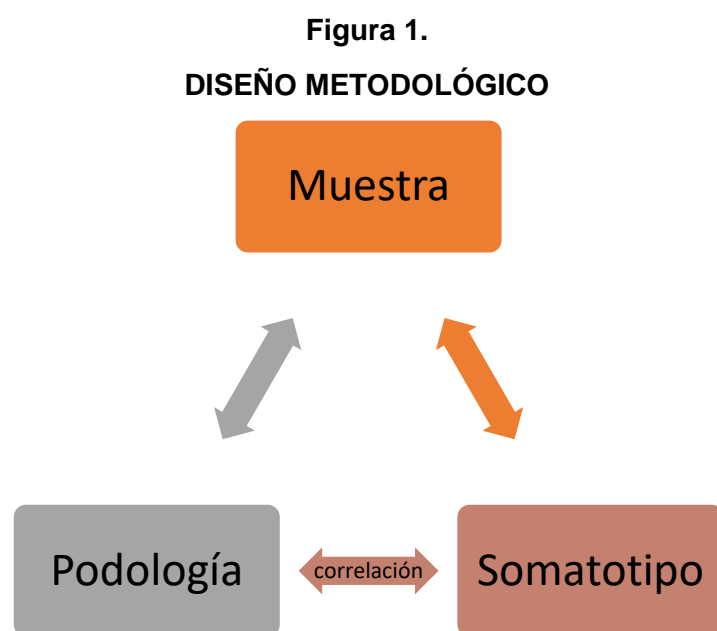 Figura 1.
DISEÑO METODOLÓGICO
Muestra
Podología
correlación
Somatotipo